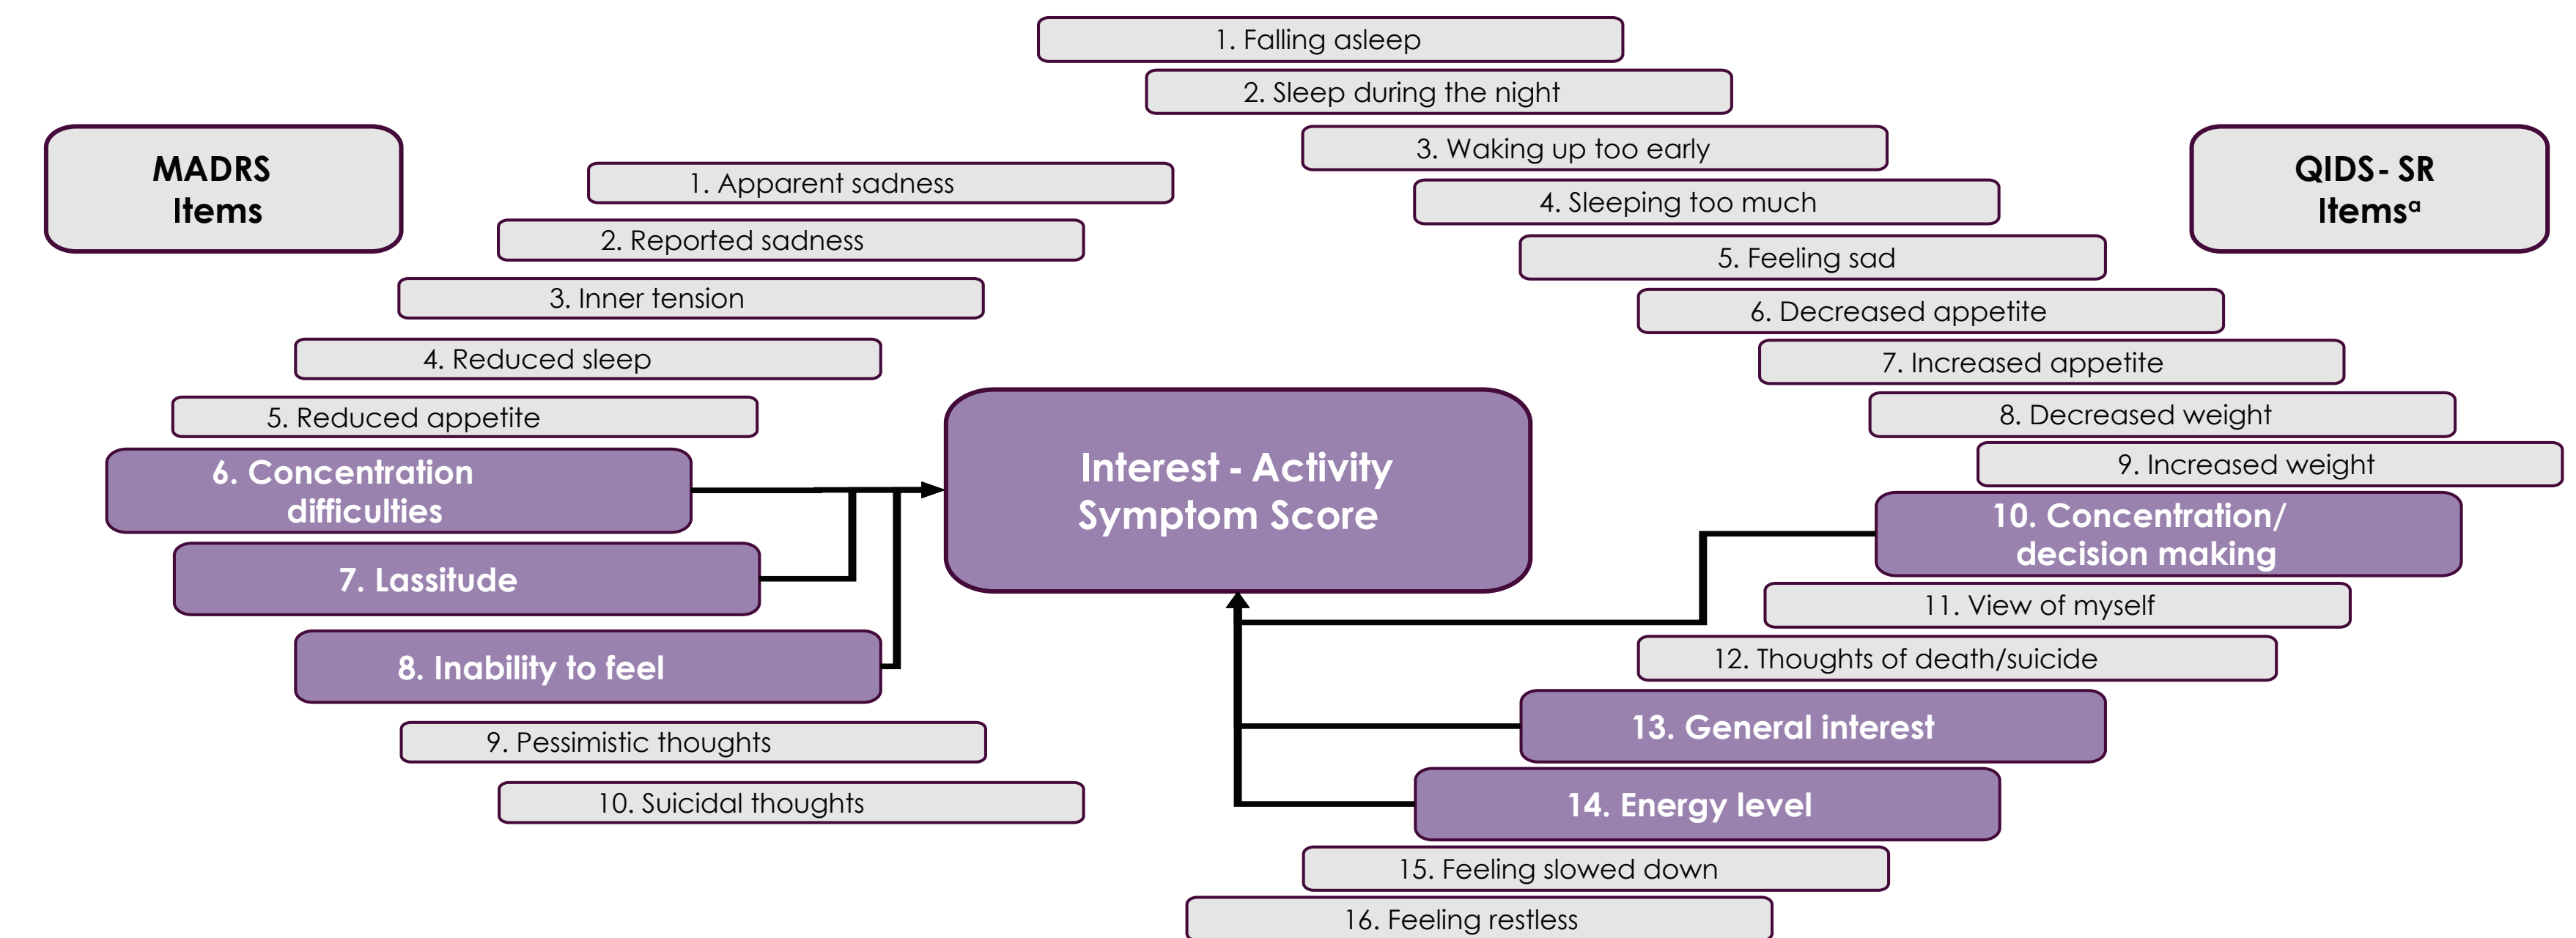 MADRS
Items
1. Apparent sadness
2. Reported sadness
3. Inner tension
4. Reduced sleep
5. Reduced appetite
6. Concentration
difficulties
7. Lassitude
8. Inability to feel
9. Pessimistic thoughts
10. Suicidal thoughts
Interest - Activity
Symptom Score
QIDS - SR
Itemsᵃ
1. Falling asleep
2. Sleep during the night
3. Waking up too early
4. Sleeping too much
5. Feeling sad
6. Decreased appetite
7. Increased appetite
8. Decreased weight
9. Increased weight
10. Concentration/
decision making
11. View of myself
12. Thoughts of death/suicide
13. General interest
14. Energy level
15. Feeling slowed down
16. Feeling restless